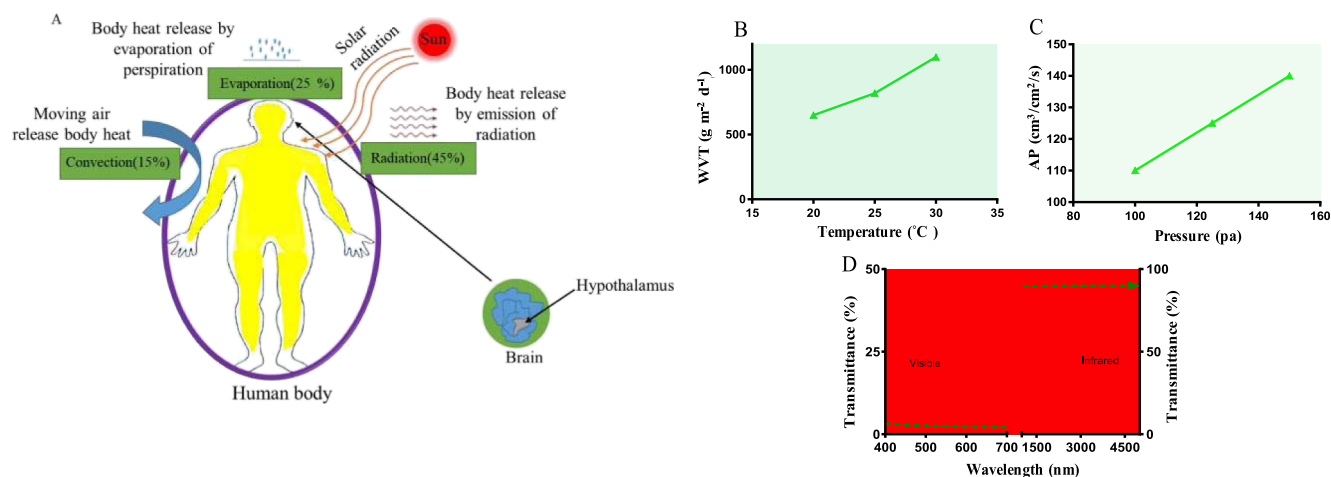 A
Body heat release by
evaporation of
perspiration
Evaporation(25 %)
Solar
radiation
Sun
Moving air
release body heat
Convection(15%)
Body heat release
by emission of
radiation
Radiation(45%)
Hypothalamus
Brain
Human body
B
WVT (g m⁻² d⁻¹)
1000
500
0
15
20
25
30
35
Temperature (°C )
C
AP (cm³/cm²/s)
150
140
130
120
110
100
80
100
120
140
160
Pressure (pa)
D
Transmittance (%)
50
25
0
Visible
Infrared
100
50
0
Transmittance (%)
400
500
600
700
1500
3000
4500
Wavelength (nm)